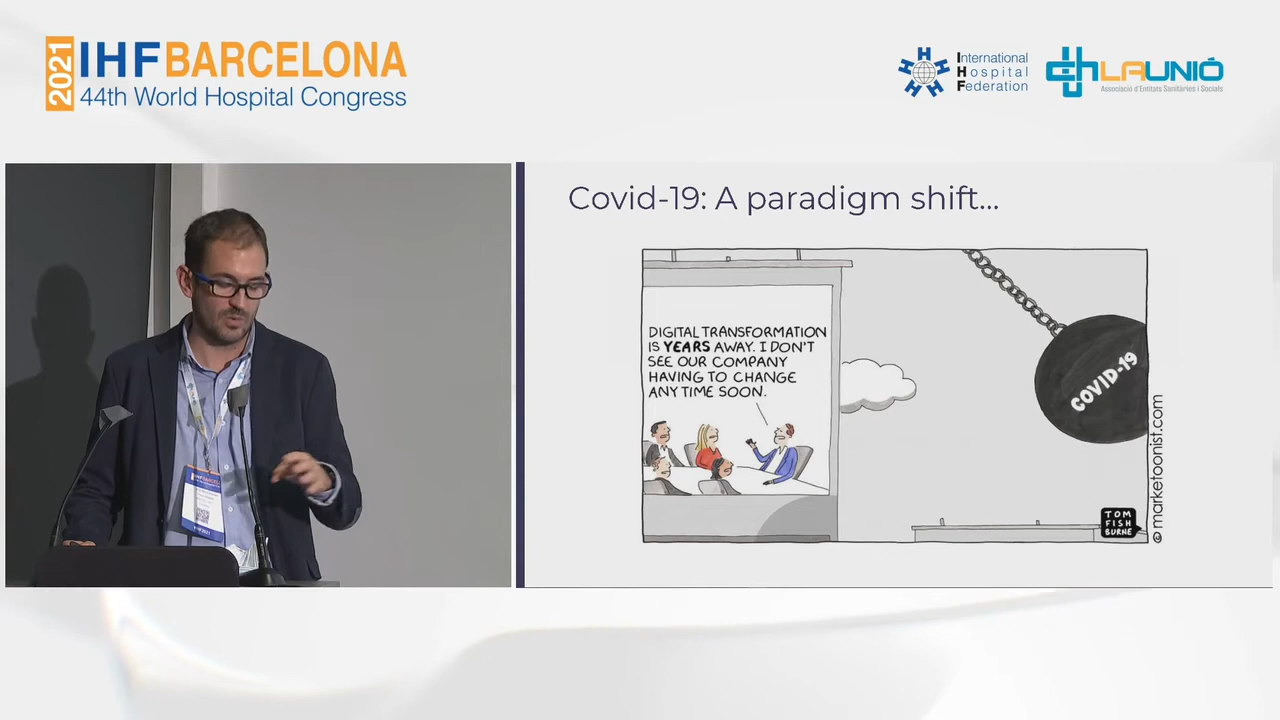 2021
IHF BARCELONA
44th World Hospital Congress
International
Hospital
Federation
LAUNIÓ
Associació d'Entitats Sanitàries i Socials
Covid-19: A paradigm shift...
DIGITAL TRANSFORMATION
IS YEARS AWAY. I DON'T
SEE OUR COMPANY
HAVING TO CHANGE
ANY TIME SOON.
COVID-19
© marketoonist.com
TOM
FISH
BURNE